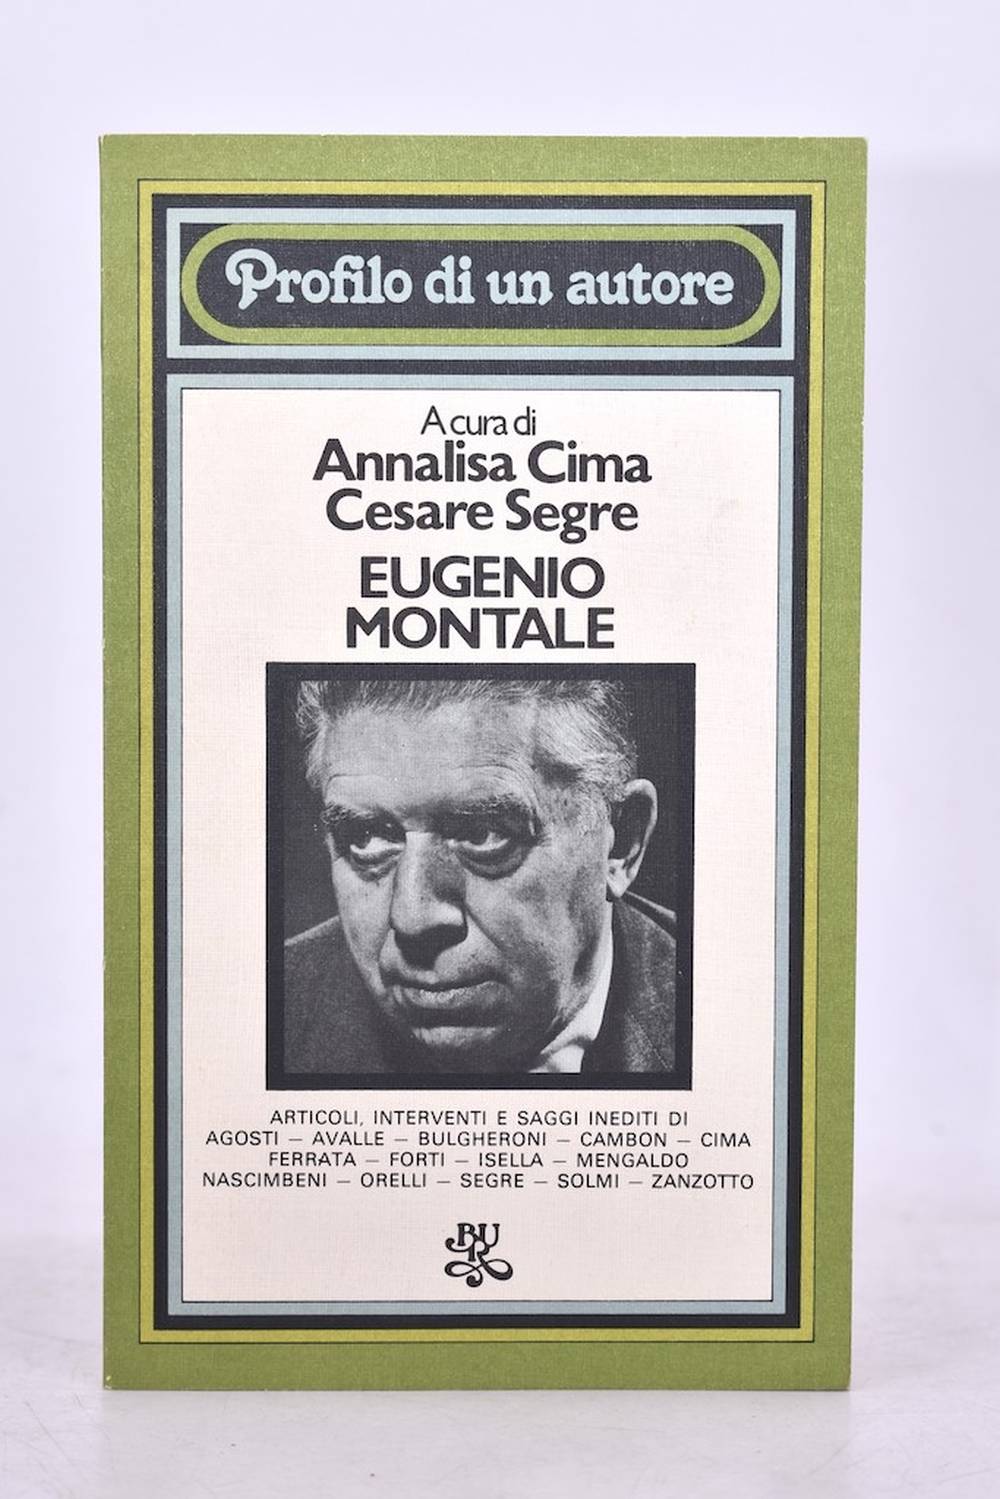 Profilo di un autore
A cura di
Annalisa Cima
Cesare Segre
EUGENIO
MONTALE
ARTICOLI, INTERVENTI E SAGGI INEDITI DI
AGOSTI – AVALLE – BULGHERONI – CAMBON – CIMA
FERRATA – FORTI – ISELLA – MENGALDO
NASCIMBENI – ORELLI – SEGRE – SOLMI – ZANZOTTO
BUR